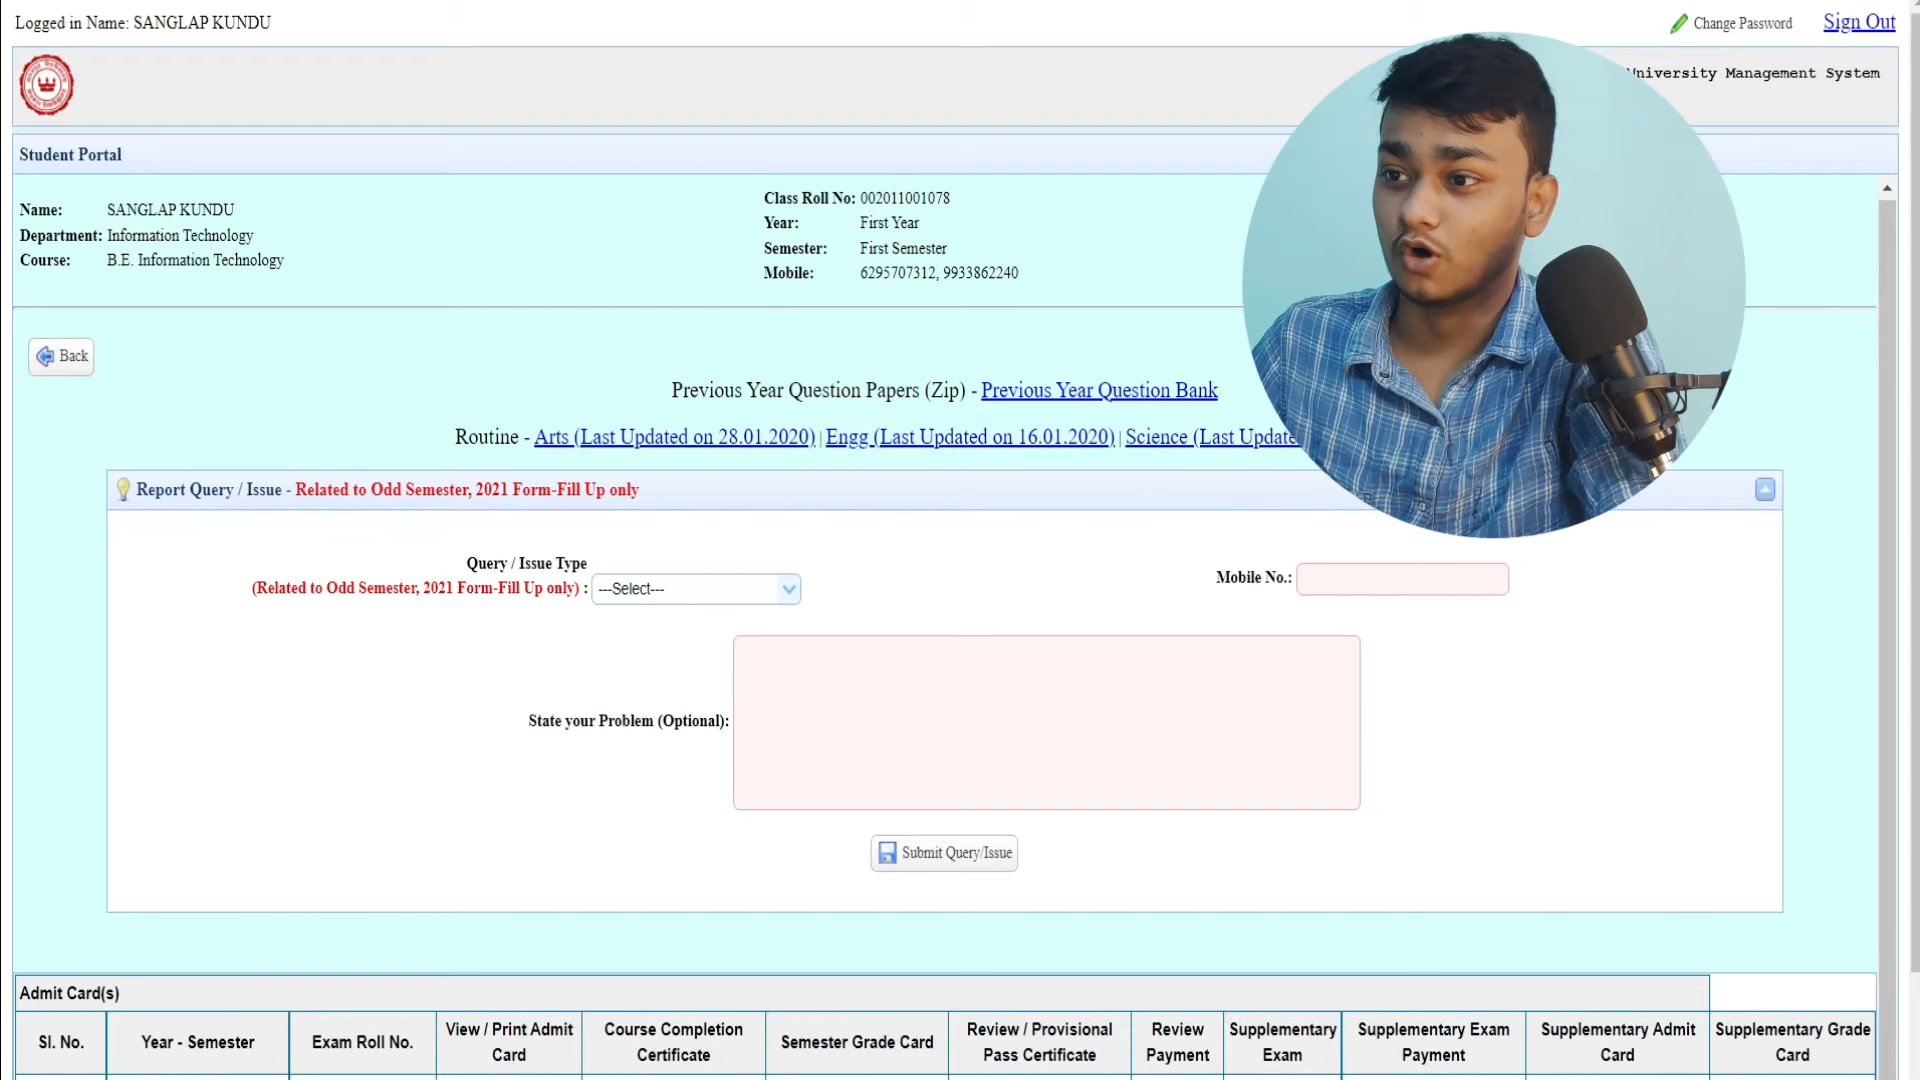 Logged in Name: SANGLAP KUNDU
Change Password
Sign Out
University Management System
Student Portal
Name: SANGLAP KUNDU
Department: Information Technology
Course: B.E. Information Technology
Class Roll No: 002011001078
Year: First Year
Semester: First Semester
Mobile: 6295707312, 9933862240
Back
Previous Year Question Papers (Zip) - Previous Year Question Bank
Routine - Arts (Last Updated on 28.01.2020) | Engg (Last Updated on 16.01.2020) | Science (Last Update
Report Query / Issue - Related to Odd Semester, 2021 Form-Fill Up only
Query / Issue Type
(Related to Odd Semester, 2021 Form-Fill Up only) : ---Select---
Mobile No.:
State your Problem (Optional):
Submit Query/Issue
Admit Card(s)
Sl. No.
Year - Semester
Exam Roll No.
View / Print Admit
Card
Course Completion
Certificate
Semester Grade Card
Review / Provisional
Pass Certificate
Review
Payment
Supplementary
Exam
Supplementary Exam
Payment
Supplementary Admit
Card
Supplementary Grade
Card